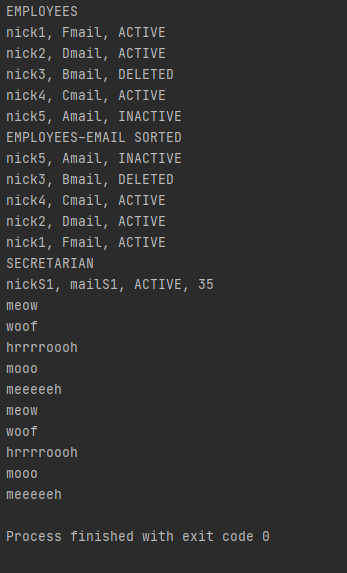 EMPLOYEES
nick1, Fmail, ACTIVE
nick2, Dmail, ACTIVE
nick3, Bmail, DELETED
nick4, Cmail, ACTIVE
nick5, Amail, INACTIVE
EMPLOYEES-EMAIL SORTED
nick5, Amail, INACTIVE
nick3, Bmail, DELETED
nick4, Cmail, ACTIVE
nick2, Dmail, ACTIVE
nick1, Fmail, ACTIVE
SECRETARIAN
nickS1, mailS1, ACTIVE, 35
meow
woof
hrrrroooh
mooo
meeeeeh
meow
woof
hrrrroooh
mooo
meeeeeh
Process finished with exit code 0